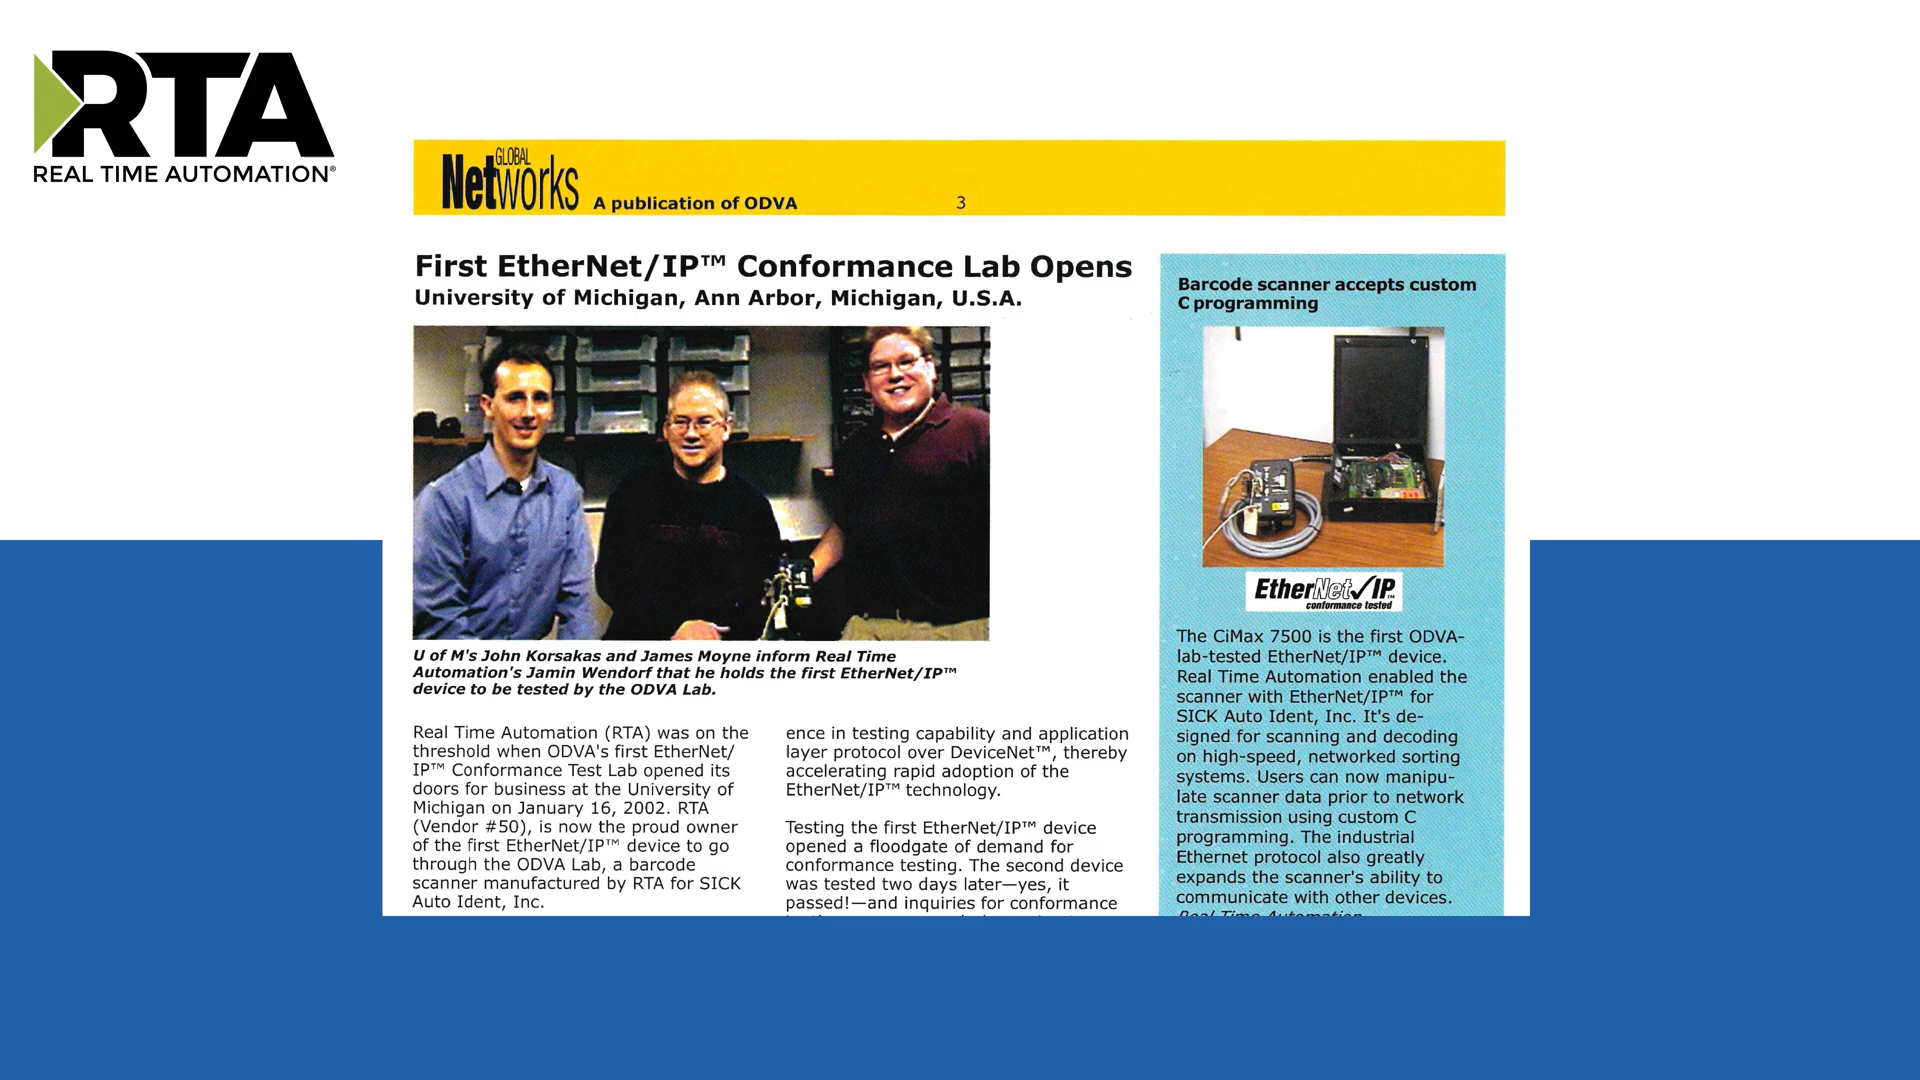 RTA
REAL TIME AUTOMATION®
GLOBAL
NetWorks
A publication of ODVA
3
First EtherNet/IP™ Conformance Lab Opens
University of Michigan, Ann Arbor, Michigan, U.S.A.
U of M's John Korsakas and James Moyne inform Real Time
Automation's Jamin Wendorf that he holds the first EtherNet/IP™
device to be tested by the ODVA Lab.
Real Time Automation (RTA) was on the
threshold when ODVA's first EtherNet/
IP™ Conformance Test Lab opened its
doors for business at the University of
Michigan on January 16, 2002. RTA
(Vendor #50), is now the proud owner
of the first EtherNet/IP™ device to go
through the ODVA Lab, a barcode
scanner manufactured by RTA for SICK
Auto Ident, Inc.
ence in testing capability and application
layer protocol over DeviceNet™, thereby
accelerating rapid adoption of the
EtherNet/IP™ technology.
Testing the first EtherNet/IP™ device
opened a floodgate of demand for
conformance testing. The second device
was tested two days later—yes, it
passed!—and inquiries for conformance
Barcode scanner accepts custom
C programming
EtherNet/IP™
conformance tested
The CiMax 7500 is the first ODVA-
lab-tested EtherNet/IP™ device.
Real Time Automation enabled the
scanner with EtherNet/IP™ for
SICK Auto Ident, Inc. It's de-
signed for scanning and decoding
on high-speed, networked sorting
systems. Users can now manipu-
late scanner data prior to network
transmission using custom C
programming. The industrial
Ethernet protocol also greatly
expands the scanner's ability to
communicate with other devices.
Real Time Automation